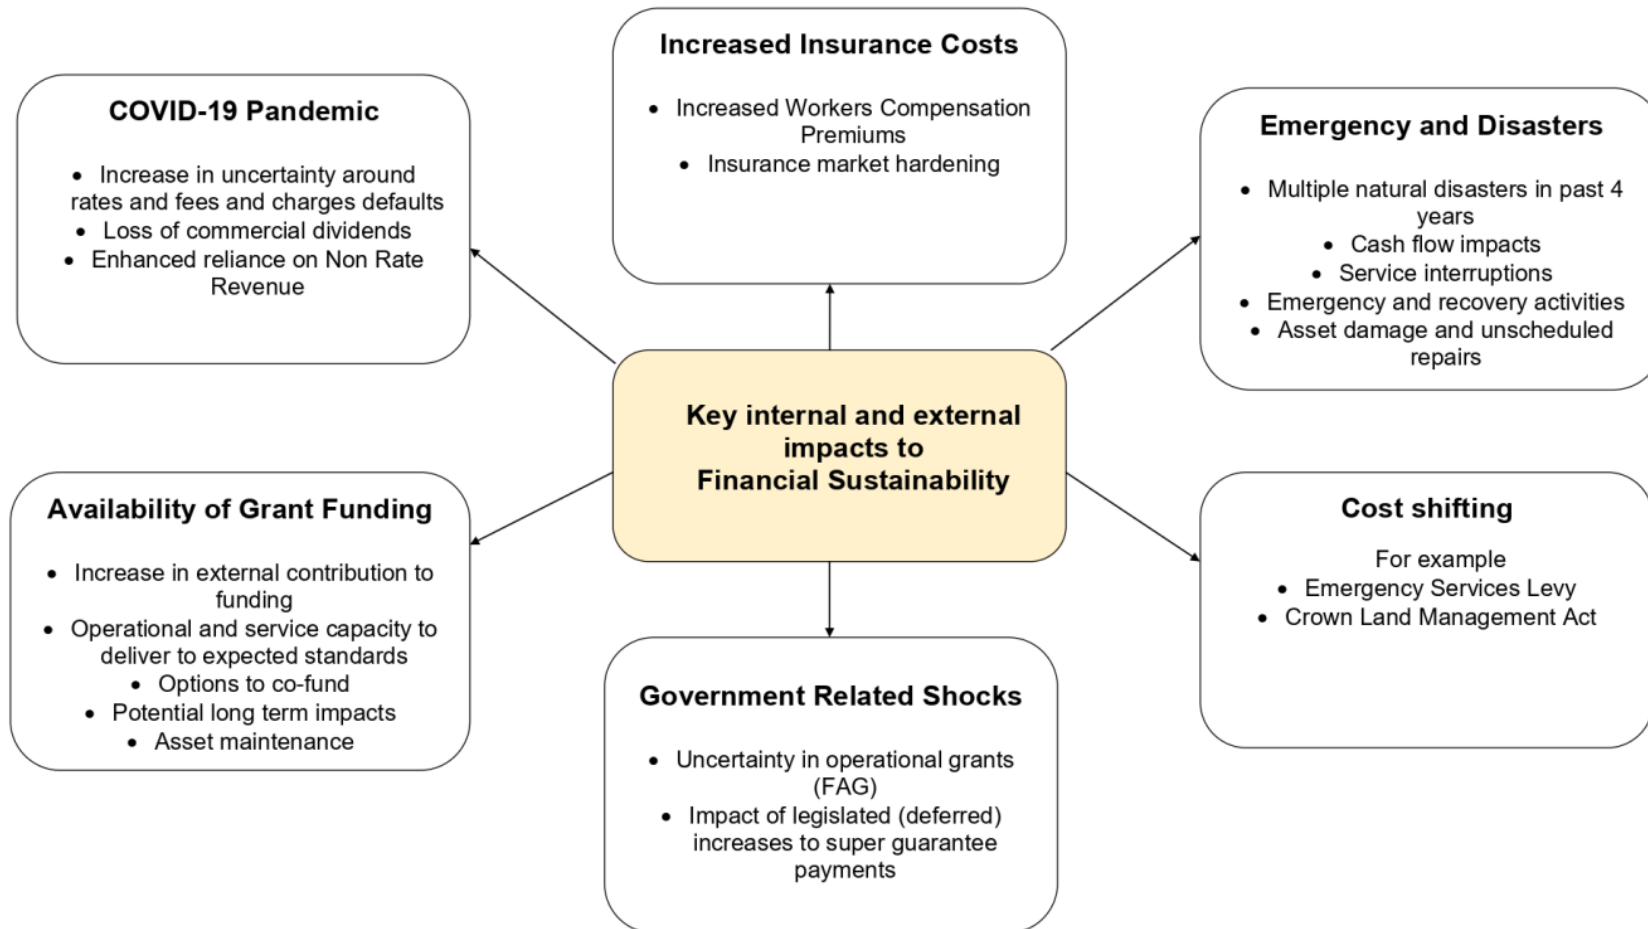 Increased Insurance Costs
• Increased Workers Compensation
Premiums
• Insurance market hardening
COVID-19 Pandemic
• Increase in uncertainty around
rates and fees and charges defaults
• Loss of commercial dividends
• Enhanced reliance on Non Rate
Revenue
Emergency and Disasters
• Multiple natural disasters in past 4
years
• Cash flow impacts
• Service interruptions
• Emergency and recovery activities
• Asset damage and unscheduled
repairs
Key internal and external
impacts to
Financial Sustainability
Availability of Grant Funding
• Increase in external contribution to
funding
• Operational and service capacity to
deliver to expected standards
• Options to co-fund
• Potential long term impacts
• Asset maintenance
Cost shifting
For example
• Emergency Services Levy
• Crown Land Management Act
Government Related Shocks
• Uncertainty in operational grants
(FAG)
• Impact of legislated (deferred)
increases to super guarantee
payments